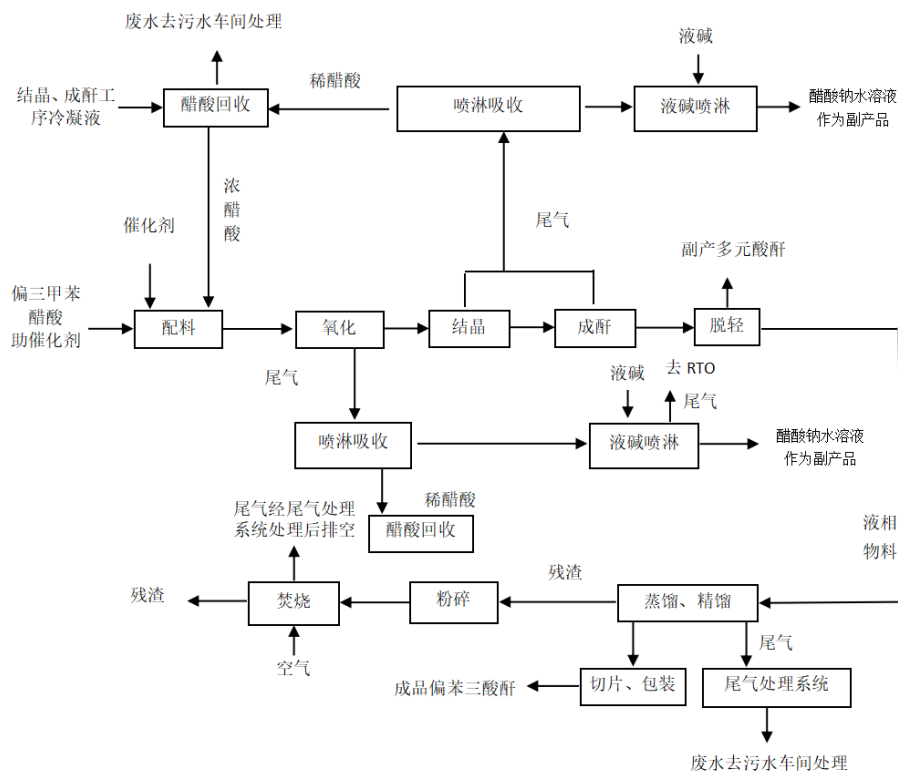 废水去污水车间处理
液碱
稀醋酸
结晶、成酐工
序冷凝液
醋酸回收
喷淋吸收
液碱喷淋
醋酸钠水溶液
作为副产品
浓
醋
酸
催化剂
尾气
副产多元酸酐
偏三甲苯
醋酸
助催化剂
配料
氧化
结晶
成酐
脱轻
尾气
液碱
去 RTO
尾气
喷淋吸收
液碱喷淋
醋酸钠水溶液
作为副产品
稀醋酸
醋酸回收
尾气经尾气处理
系统处理后排空
液相
物料
残渣
焚烧
粉碎
残渣
蒸馏、精馏
空气
尾气
成品偏苯三酸酐
切片、包装
尾气处理系统
废水去污水车间处理